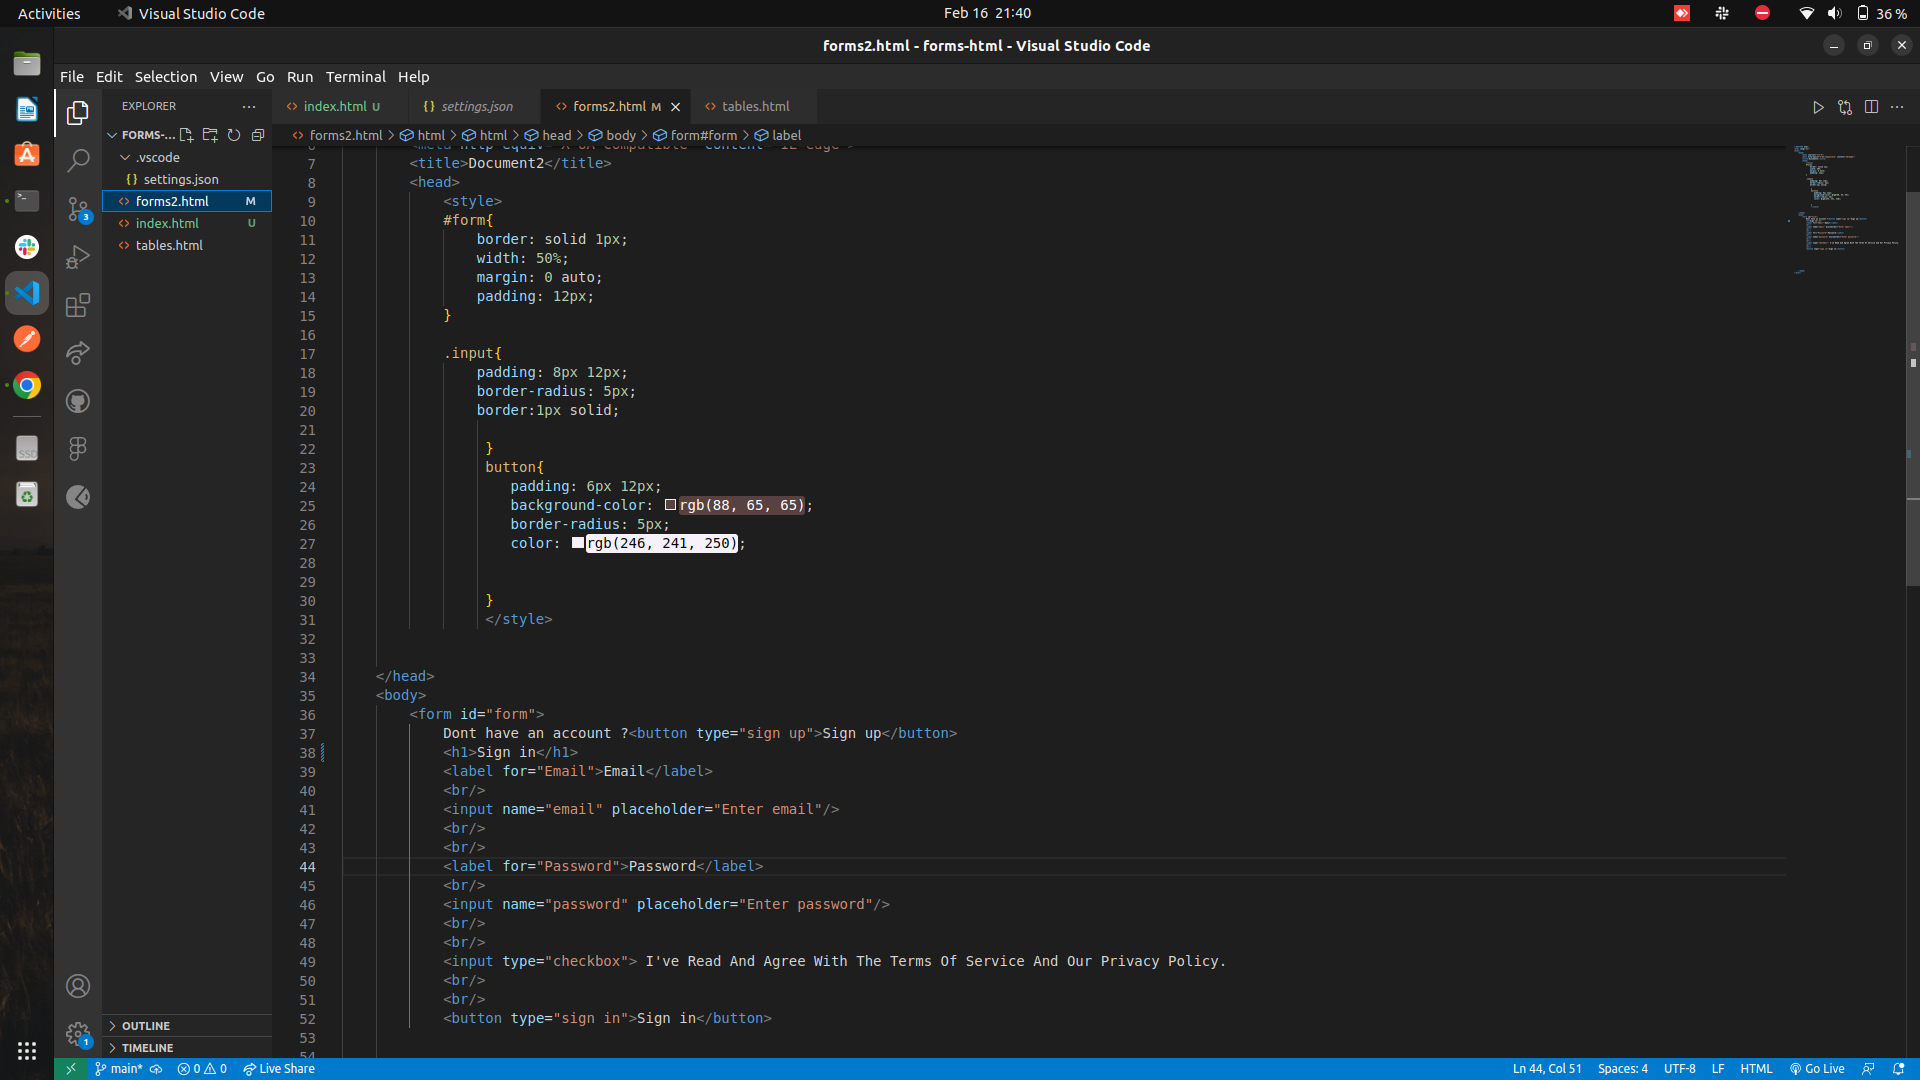 Activities
Visual Studio Code
Feb 16 21:40
36 %
forms2.html - forms-html - Visual Studio Code
File Edit Selection View Go Run Terminal Help
EXPLORER
index.html U
{} settings.json
forms2.html M
tables.html
FORMS-...
forms2.html > html > html > head > body > form#form > label
.vscode
{} settings.json
forms2.html M
index.html U
tables.html
3
7 <title>Document2</title>
8 <head>
9 <style>
10 #form{
11 border: solid 1px;
12 width: 50%;
13 margin: 0 auto;
14 padding: 12px;
15 }
16
17 .input{
18 padding: 8px 12px;
19 border-radius: 5px;
20 border:1px solid;
21
22 }
23 button{
24 padding: 6px 12px;
25 background-color: rgb(88, 65, 65);
26 border-radius: 5px;
27 color: rgb(246, 241, 250);
28
29
30 }
31 </style>
32
33
34 </head>
35 <body>
36 <form id="form">
37 Dont have an account ?<button type="sign up">Sign up</button>
38 <h1>Sign in</h1>
39 <label for="Email">Email</label>
40 <br/>
41 <input name="email" placeholder="Enter email"/>
42 <br/>
43 <br/>
44 <label for="Password">Password</label>
45 <br/>
46 <input name="password" placeholder="Enter password"/>
47 <br/>
48 <br/>
49 <input type="checkbox"> I've Read And Agree With The Terms Of Service And Our Privacy Policy.
50 <br/>
51 <br/>
52 <button type="sign in">Sign in</button>
53
54
OUTLINE
TIMELINE
1
SSD
main*
0 0
Live Share
Ln 44, Col 51
Spaces: 4
UTF-8
LF
HTML
Go Live